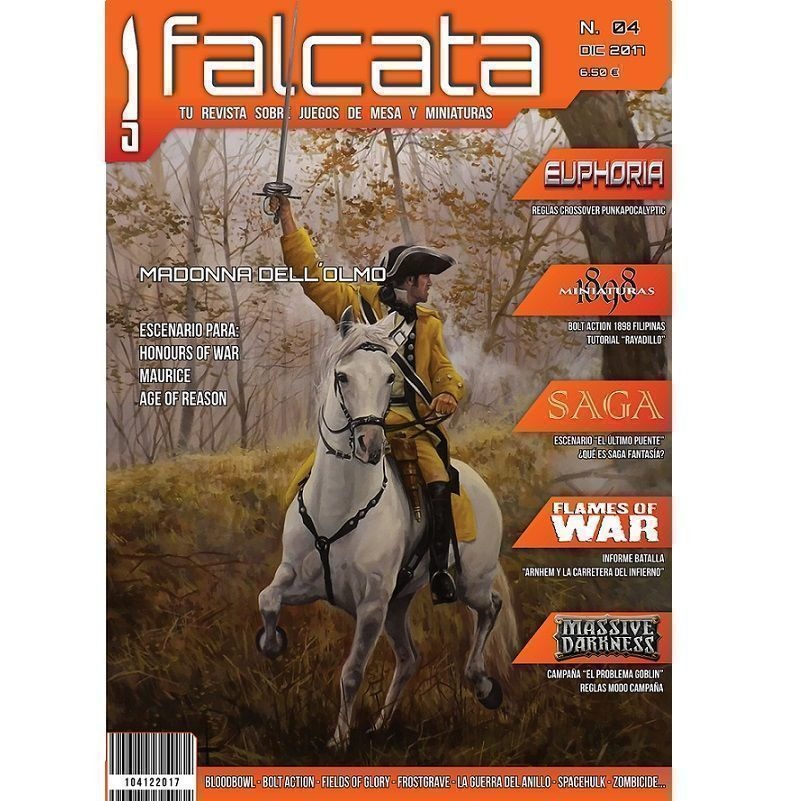 falcata
TU REVISTA SOBRE JUEGOS DE MESA Y MINIATURAS
N. 04
DIC 2017
6.50 €
EUPHORIA
REGLAS CROSSOVER PUNKAPOCALYPTIC
MADONNA DELL'OLMO
ESCENARIO PARA:
HONOURS OF WAR
MAURICE
AGE OF REASON
1898
MINIATURAS
BOLT ACTION 1898 FILIPINAS
TUTORIAL "RAYADILLO"
SAGA
ESCENARIO "EL ÚLTIMO PUENTE"
¿QUÉ ES SAGA FANTASÍA?
FLAMES OF
WAR
INFORME BATALLA
"ARNHEM Y LA CARRETERA DEL INFIERNO"
MASSIVE
DARKNESS
CAMPAÑA "EL PROBLEMA GOBLIN"
REGLAS MODO CAMPAÑA
104122017
BLOODBOWL - BOLT ACTION - FIELDS OF GLORY - FROSTGRAVE - LA GUERRA DEL ANILLO - SPACEHULK - ZOMBICIDE...